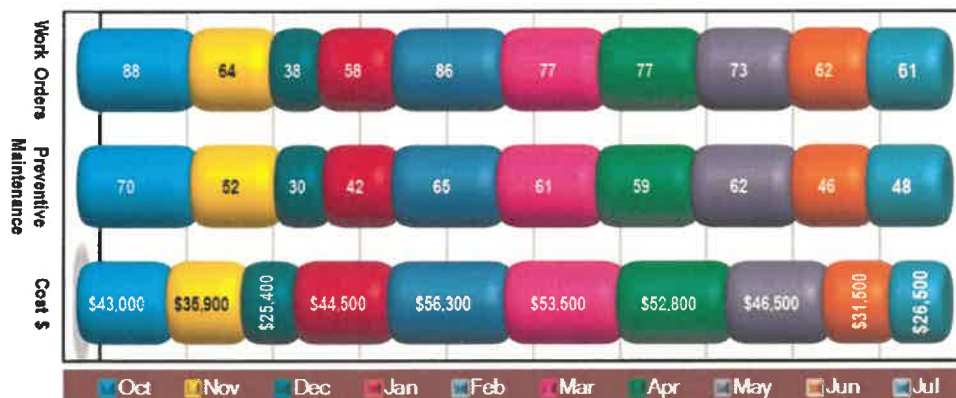 Work Orders
88 64 38 58 86 77 77 73 62 61
Preventive
Maintenance
70 52 30 42 65 61 59 62 46 48
Cost $
$43,000 $35,900 $25,400 $44,500 $56,300 $53,500 $52,800 $46,500 $31,500 $26,500
Oct Nov Dec Jan Feb Mar Apr May Jun Jul